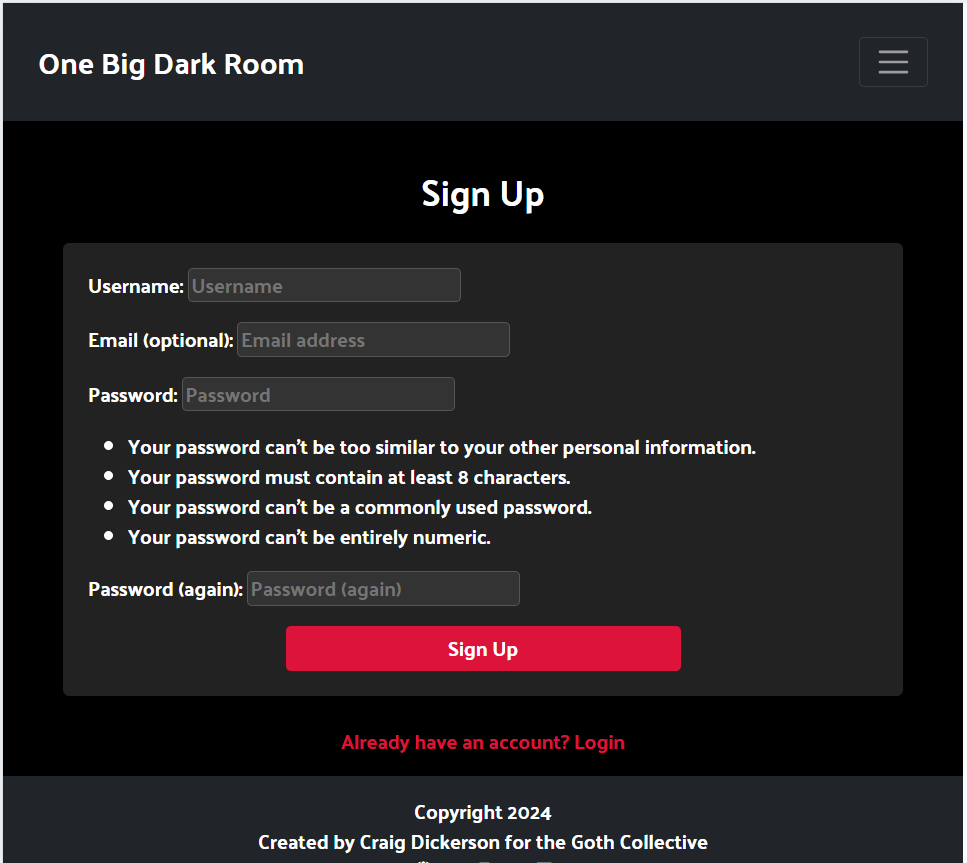 One Big Dark Room
Sign Up
Username: Username
Email (optional): Email address
Password: Password
Your password can’t be too similar to your other personal information.
Your password must contain at least 8 characters.
Your password can’t be a commonly used password.
Your password can’t be entirely numeric.
Password (again): Password (again)
Sign Up
Already have an account? Login
Copyright 2024
Created by Craig Dickerson for the Goth Collective